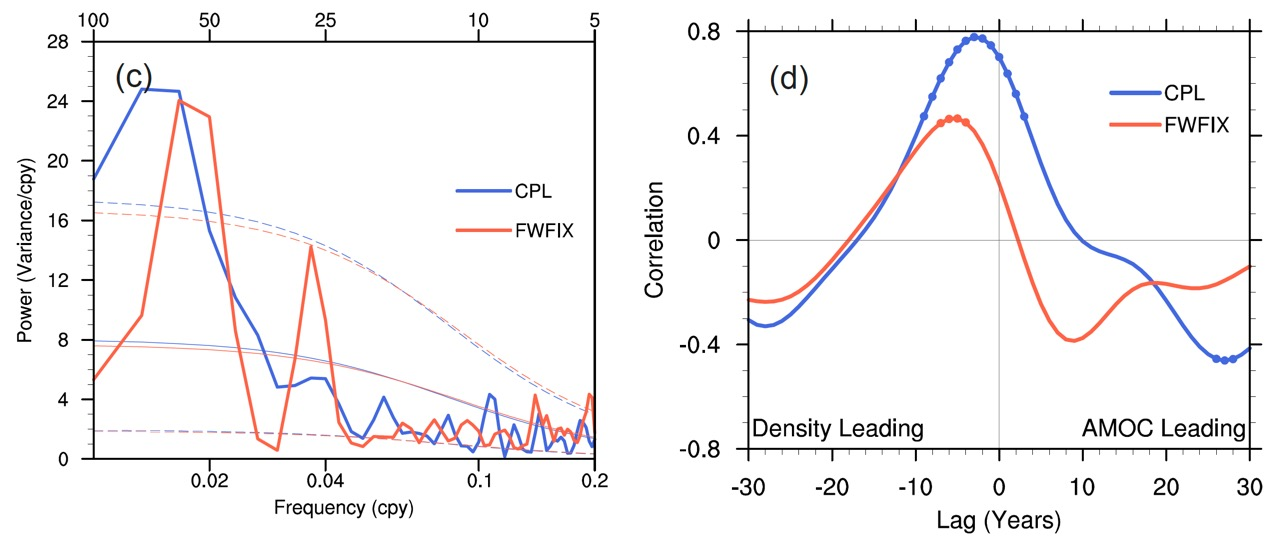 100 50 25 10 5
28
(c)
24
20
CPL
16
FWFIX
12
8
4
0
Power (Variance/cpy)
0.02 0.04 0.1 0.2
Frequency (cpy)
0.8
(d)
CPL
0.4
FWFIX
0
Correlation
-0.4
Density Leading AMOC Leading
-0.8
-30 -20 -10 0 10 20 30
Lag (Years)